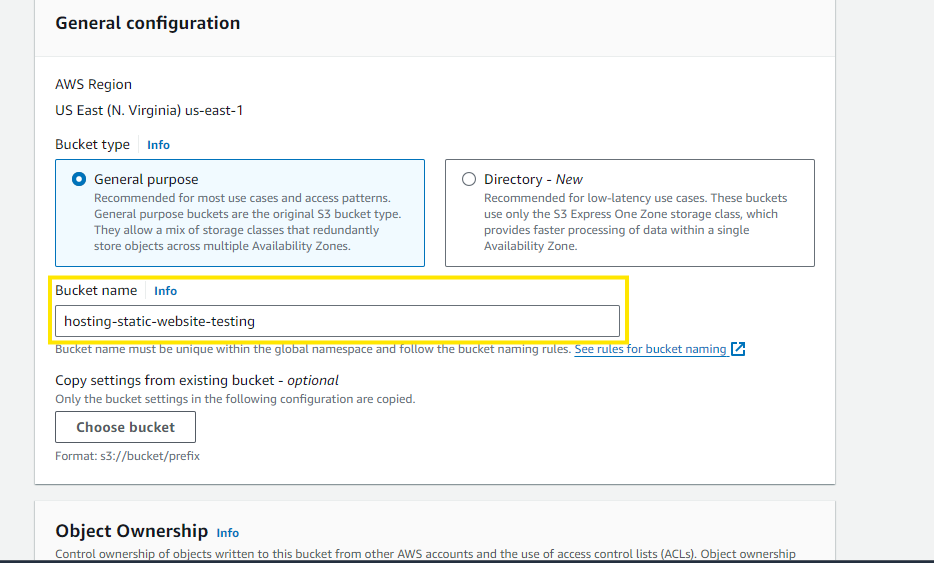 General configuration
AWS Region
US East (N. Virginia) us-east-1
Bucket type Info
General purpose
Recommended for most use cases and access patterns.
General purpose buckets are the original S3 bucket type.
They allow a mix of storage classes that redundantly
store objects across multiple Availability Zones.
Directory - New
Recommended for low-latency use cases. These buckets
use only the S3 Express One Zone storage class, which
provides faster processing of data within a single
Availability Zone.
Bucket name Info
hosting-static-website-testing
Bucket name must be unique within the global namespace and follow the bucket naming rules. See rules for bucket naming
Copy settings from existing bucket - optional
Only the bucket settings in the following configuration are copied.
Choose bucket
Format: s3://bucket/prefix
Object Ownership Info
Control ownership of objects written to this bucket from other AWS accounts and the use of access control lists (ACLs). Object ownership